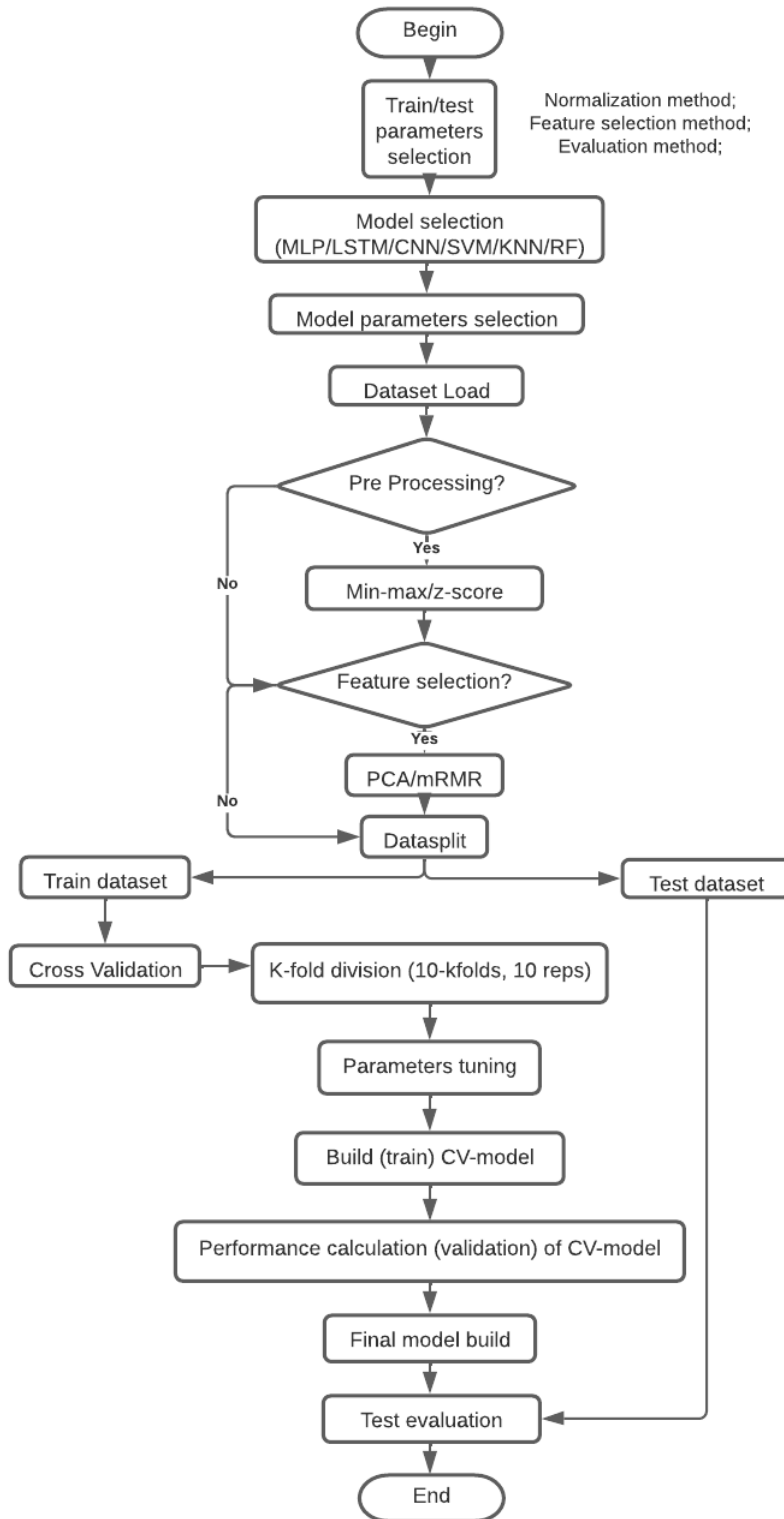 Begin
Train/test
parameters
selection
Normalization method;
Feature selection method;
Evaluation method;
Model selection
(MLP/LSTM/CNN/SVM/KNN/RF)
Model parameters selection
Dataset Load
Pre Processing?
Yes
No
Min-max/z-score
Feature selection?
Yes
PCA/mRMR
No
Datasplit
Train dataset
Test dataset
Cross Validation
K-fold division (10-kfolds, 10 reps)
Parameters tuning
Build (train) CV-model
Performance calculation (validation) of CV-model
Final model build
Test evaluation
End